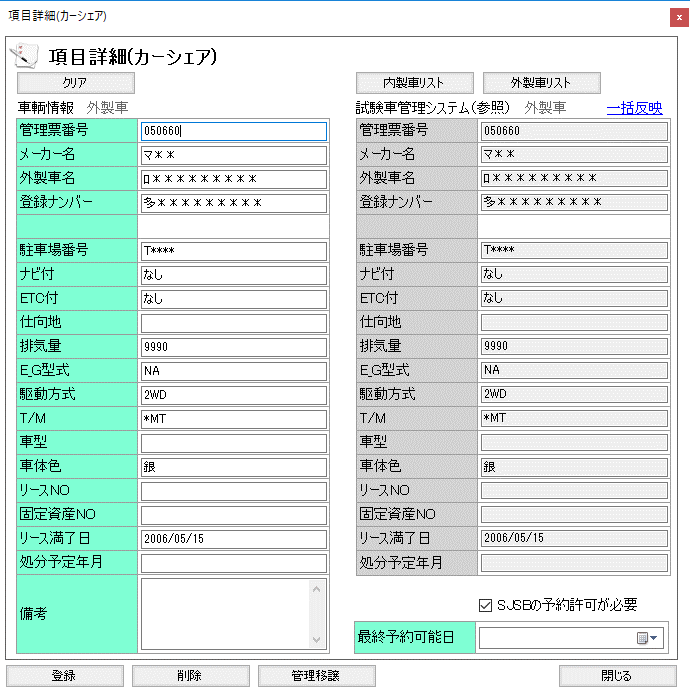 項目詳細(カーシェア)
x
項目詳細(カーシェア)
クリア
内製車リスト 外製車リスト
車輌情報 外製車
試験車管理システム(参照) 外製車 一括反映
管理票番号 050660 管理票番号 050660
メーカー名 マ** メーカー名 マ**
外製車名 ロ********* 外製車名 ロ*********
登録ナンバー 多********* 登録ナンバー 多*********
駐車場番号 T**** 駐車場番号 T****
ナビ付 なし ナビ付 なし
ETC付 なし ETC付 なし
仕向地 仕向地
排気量 9990 排気量 9990
E_G型式 NA E_G型式 NA
駆動方式 2WD 駆動方式 2WD
T/M *MT T/M *MT
車型 車型
車体色 銀 車体色 銀
リースNO リースNO
固定資産NO 固定資産NO
リース満了日 2006/05/15 リース満了日 2006/05/15
処分予定年月 処分予定年月
備考
SJSBの予約許可が必要
最終予約可能日
登録 削除 管理移譲 閉じる